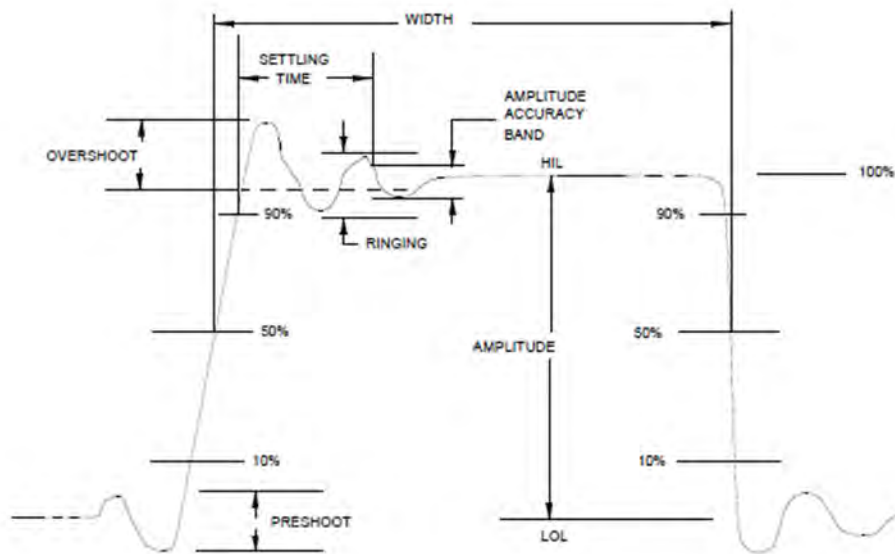 WIDTH
SETTLING
TIME
AMPLITUDE
ACCURACY
BAND
OVERSHOOT
HIL
100%
90%
90%
RINGING
50%
50%
AMPLITUDE
10%
10%
PRESHOOT
LOL